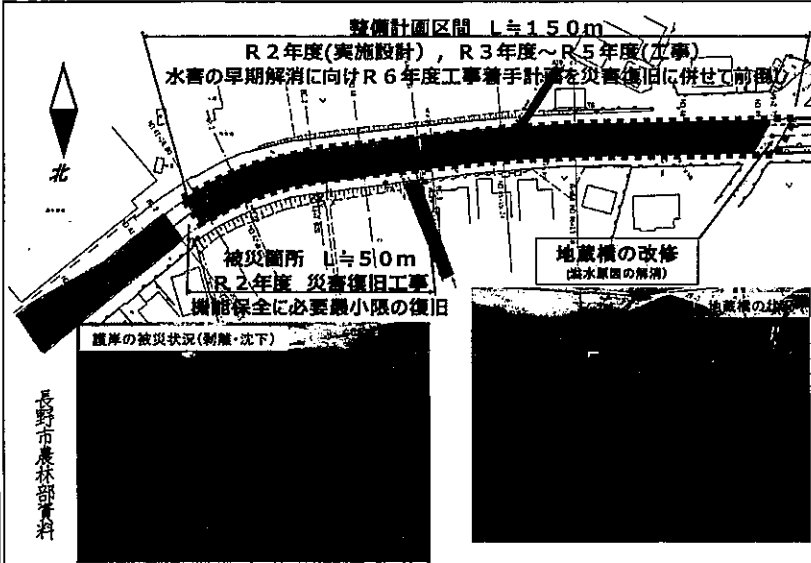 整備計画区間 L≒150m
R2年度(実施設計), R3年度～R5年度(工事)
水害の早期解消に向けR6年度工事着手計画を災害復旧に併せて前倒し
北
被災箇所 L≒50m
R2年度 災害復旧工事
機能保全に必要最小限の復旧
地蔵橋の改修
(溢水原因の解消)
護岸の被災状況(剥離・沈下)
地蔵橋の状況
長野市農林部資料